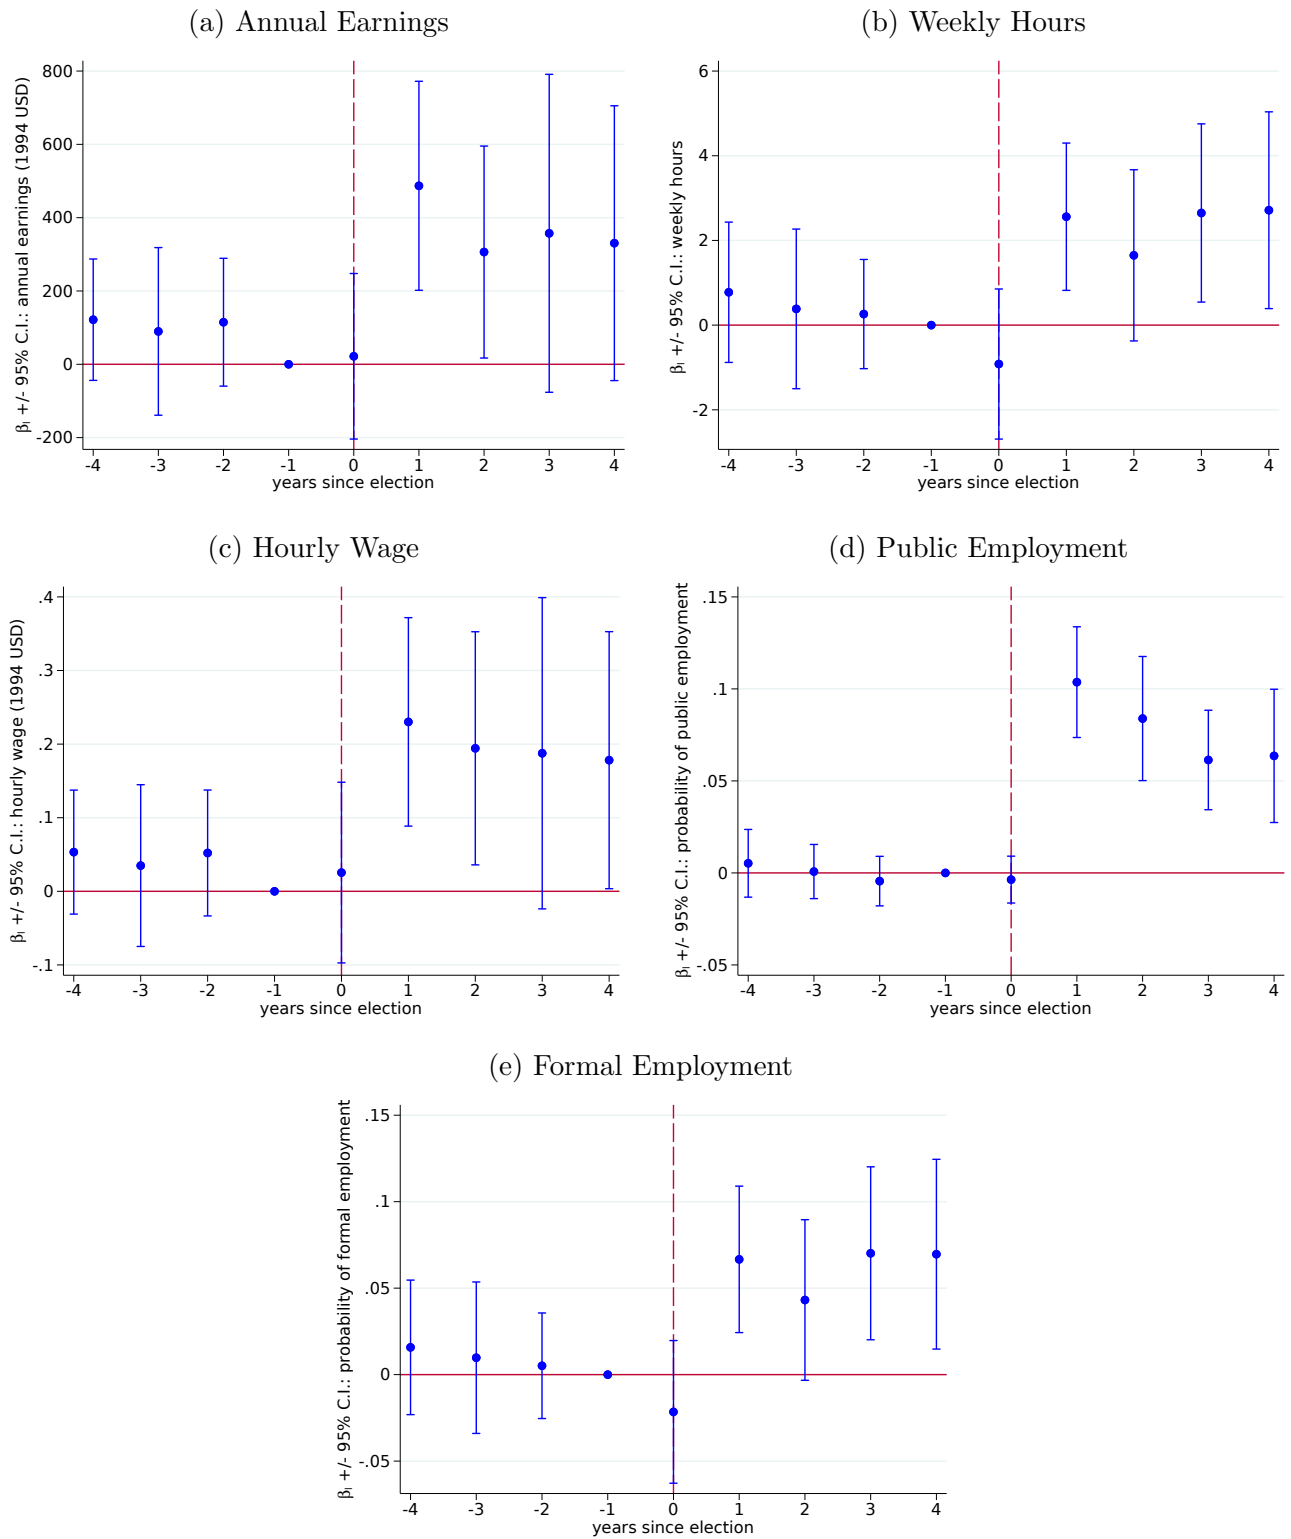 (a) Annual Earnings
β₁ +/- 95% C.I.: annual earnings (1994 USD)
800
600
400
200
0
-200
-4 -3 -2 -1 0 1 2 3 4
years since election
(b) Weekly Hours
β₁ +/- 95% C.I.: weekly hours
6
4
2
0
-2
-4 -3 -2 -1 0 1 2 3 4
years since election
(c) Hourly Wage
β₁ +/- 95% C.I.: hourly wage (1994 USD)
.4
.3
.2
.1
0
-.1
-4 -3 -2 -1 0 1 2 3 4
years since election
(d) Public Employment
β₁ +/- 95% C.I.: probability of public employment
.15
.1
.05
0
-.05
-4 -3 -2 -1 0 1 2 3 4
years since election
(e) Formal Employment
β₁ +/- 95% C.I.: probability of formal employment
.15
.1
.05
0
-.05
-4 -3 -2 -1 0 1 2 3 4
years since election